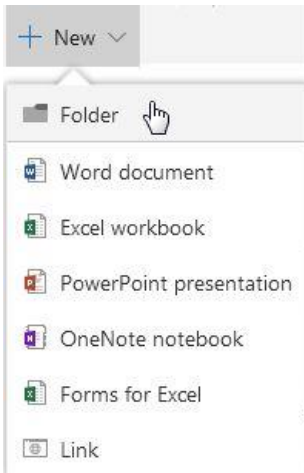 New
Folder
Word document
Excel workbook
PowerPoint presentation
OneNote notebook
Forms for Excel
Link